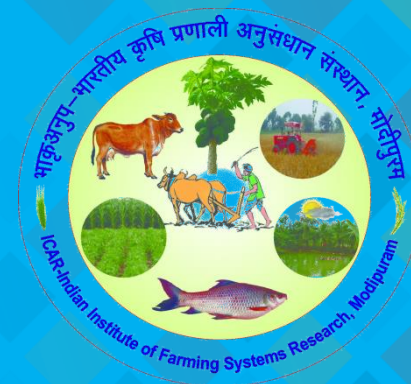 भाकृअनुप–भारतीय कृषि प्रणाली अनुसंधान संस्थान, मोदीपुरम
ICAR-Indian Institute of Farming Systems Research, Modipuram